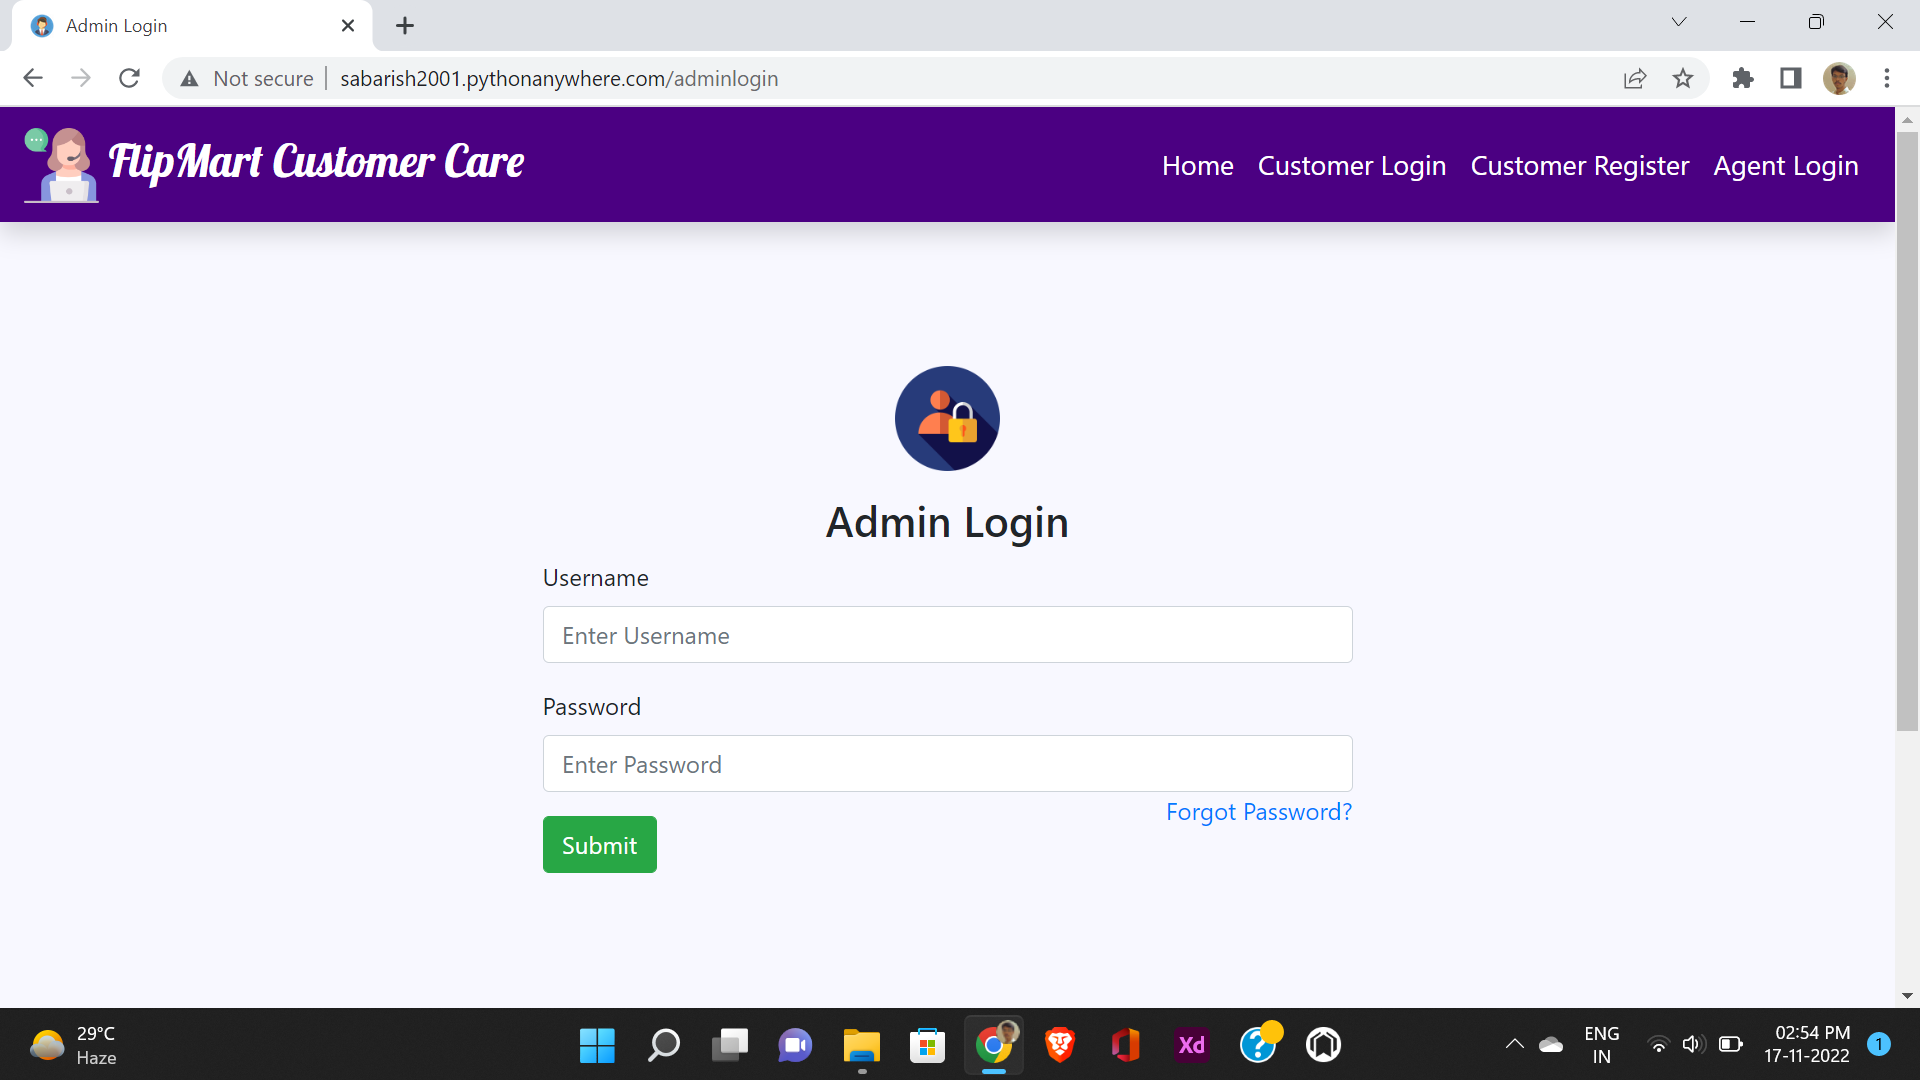 Admin Login
Not secure
sabarish2001.pythonanywhere.com/adminlogin
FlipMart Customer Care
Home Customer Login Customer Register Agent Login
Admin Login
Username
Enter Username
Password
Enter Password
Forgot Password?
Submit
29°C
Haze
Xd
ENG
IN
02:54 PM
17-11-2022
1